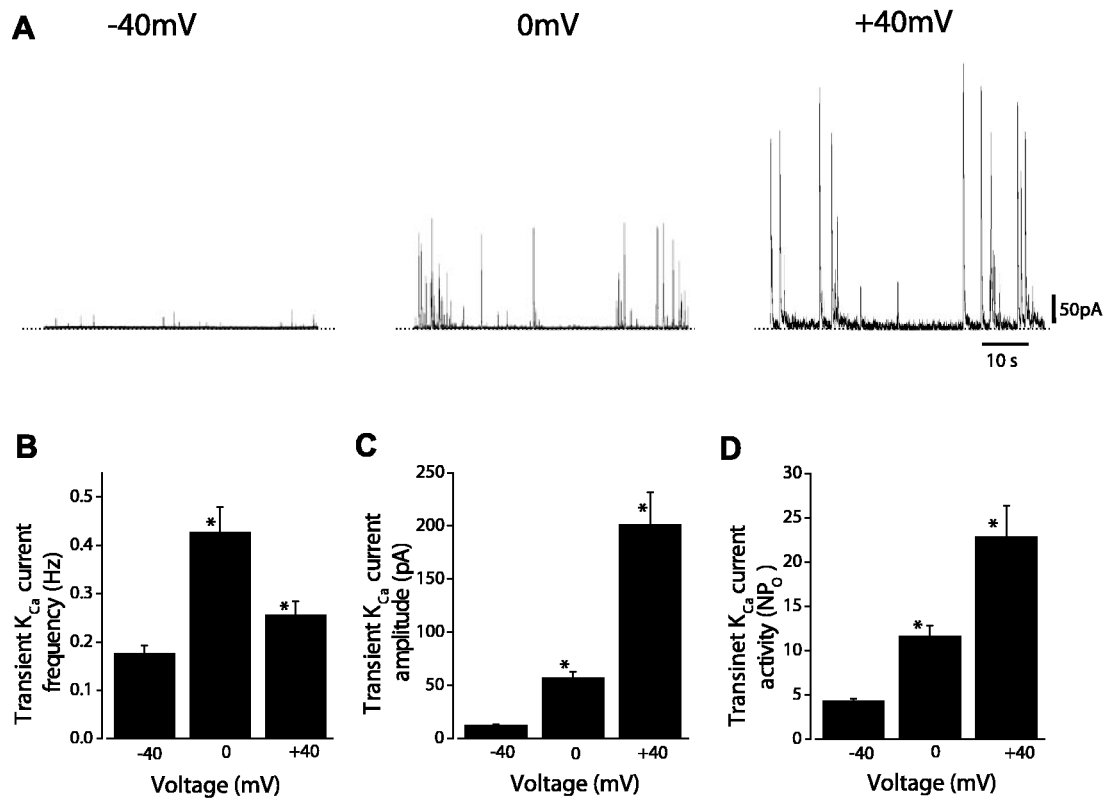 A
-40mV
0mV
+40mV
50pA
10 s
B
Transient K_Ca current
frequency (Hz)
0.5
0.4
0.3
0.2
0.1
0.0
*
*
-40
0
+40
Voltage (mV)
C
Transient K_Ca current
amplitude (pA)
250
200
150
100
50
0
*
*
-40
0
+40
Voltage (mV)
D
Transinet K_Ca current
activity (NP_O)
30
25
20
15
10
5
0
*
*
-40
0
+40
Voltage (mV)